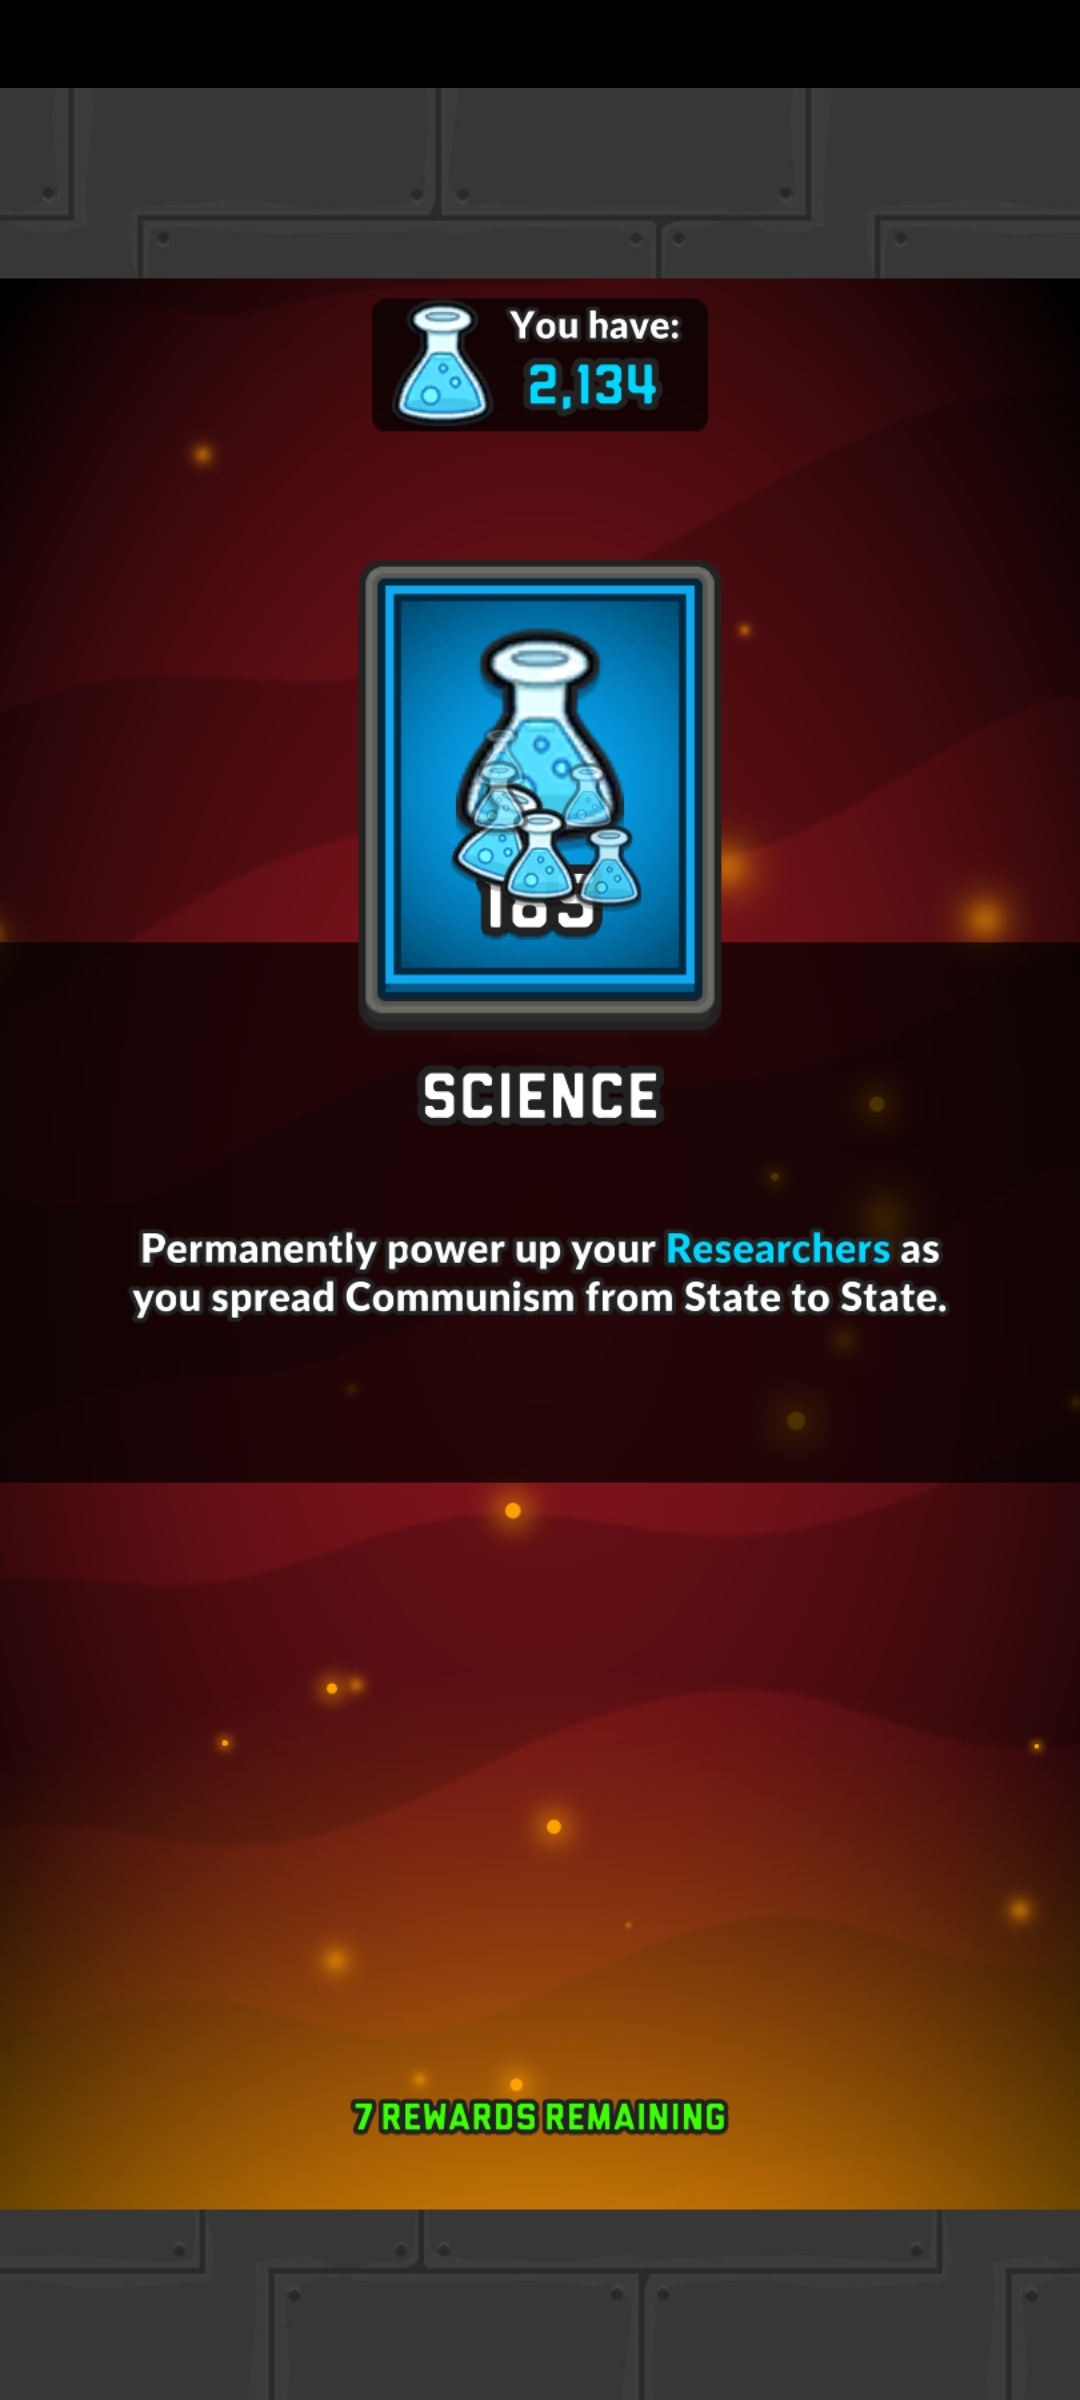 You have:
2,134
SCIENCE
Permanently power up your Researchers as
you spread Communism from State to State.
7 REWARDS REMAINING